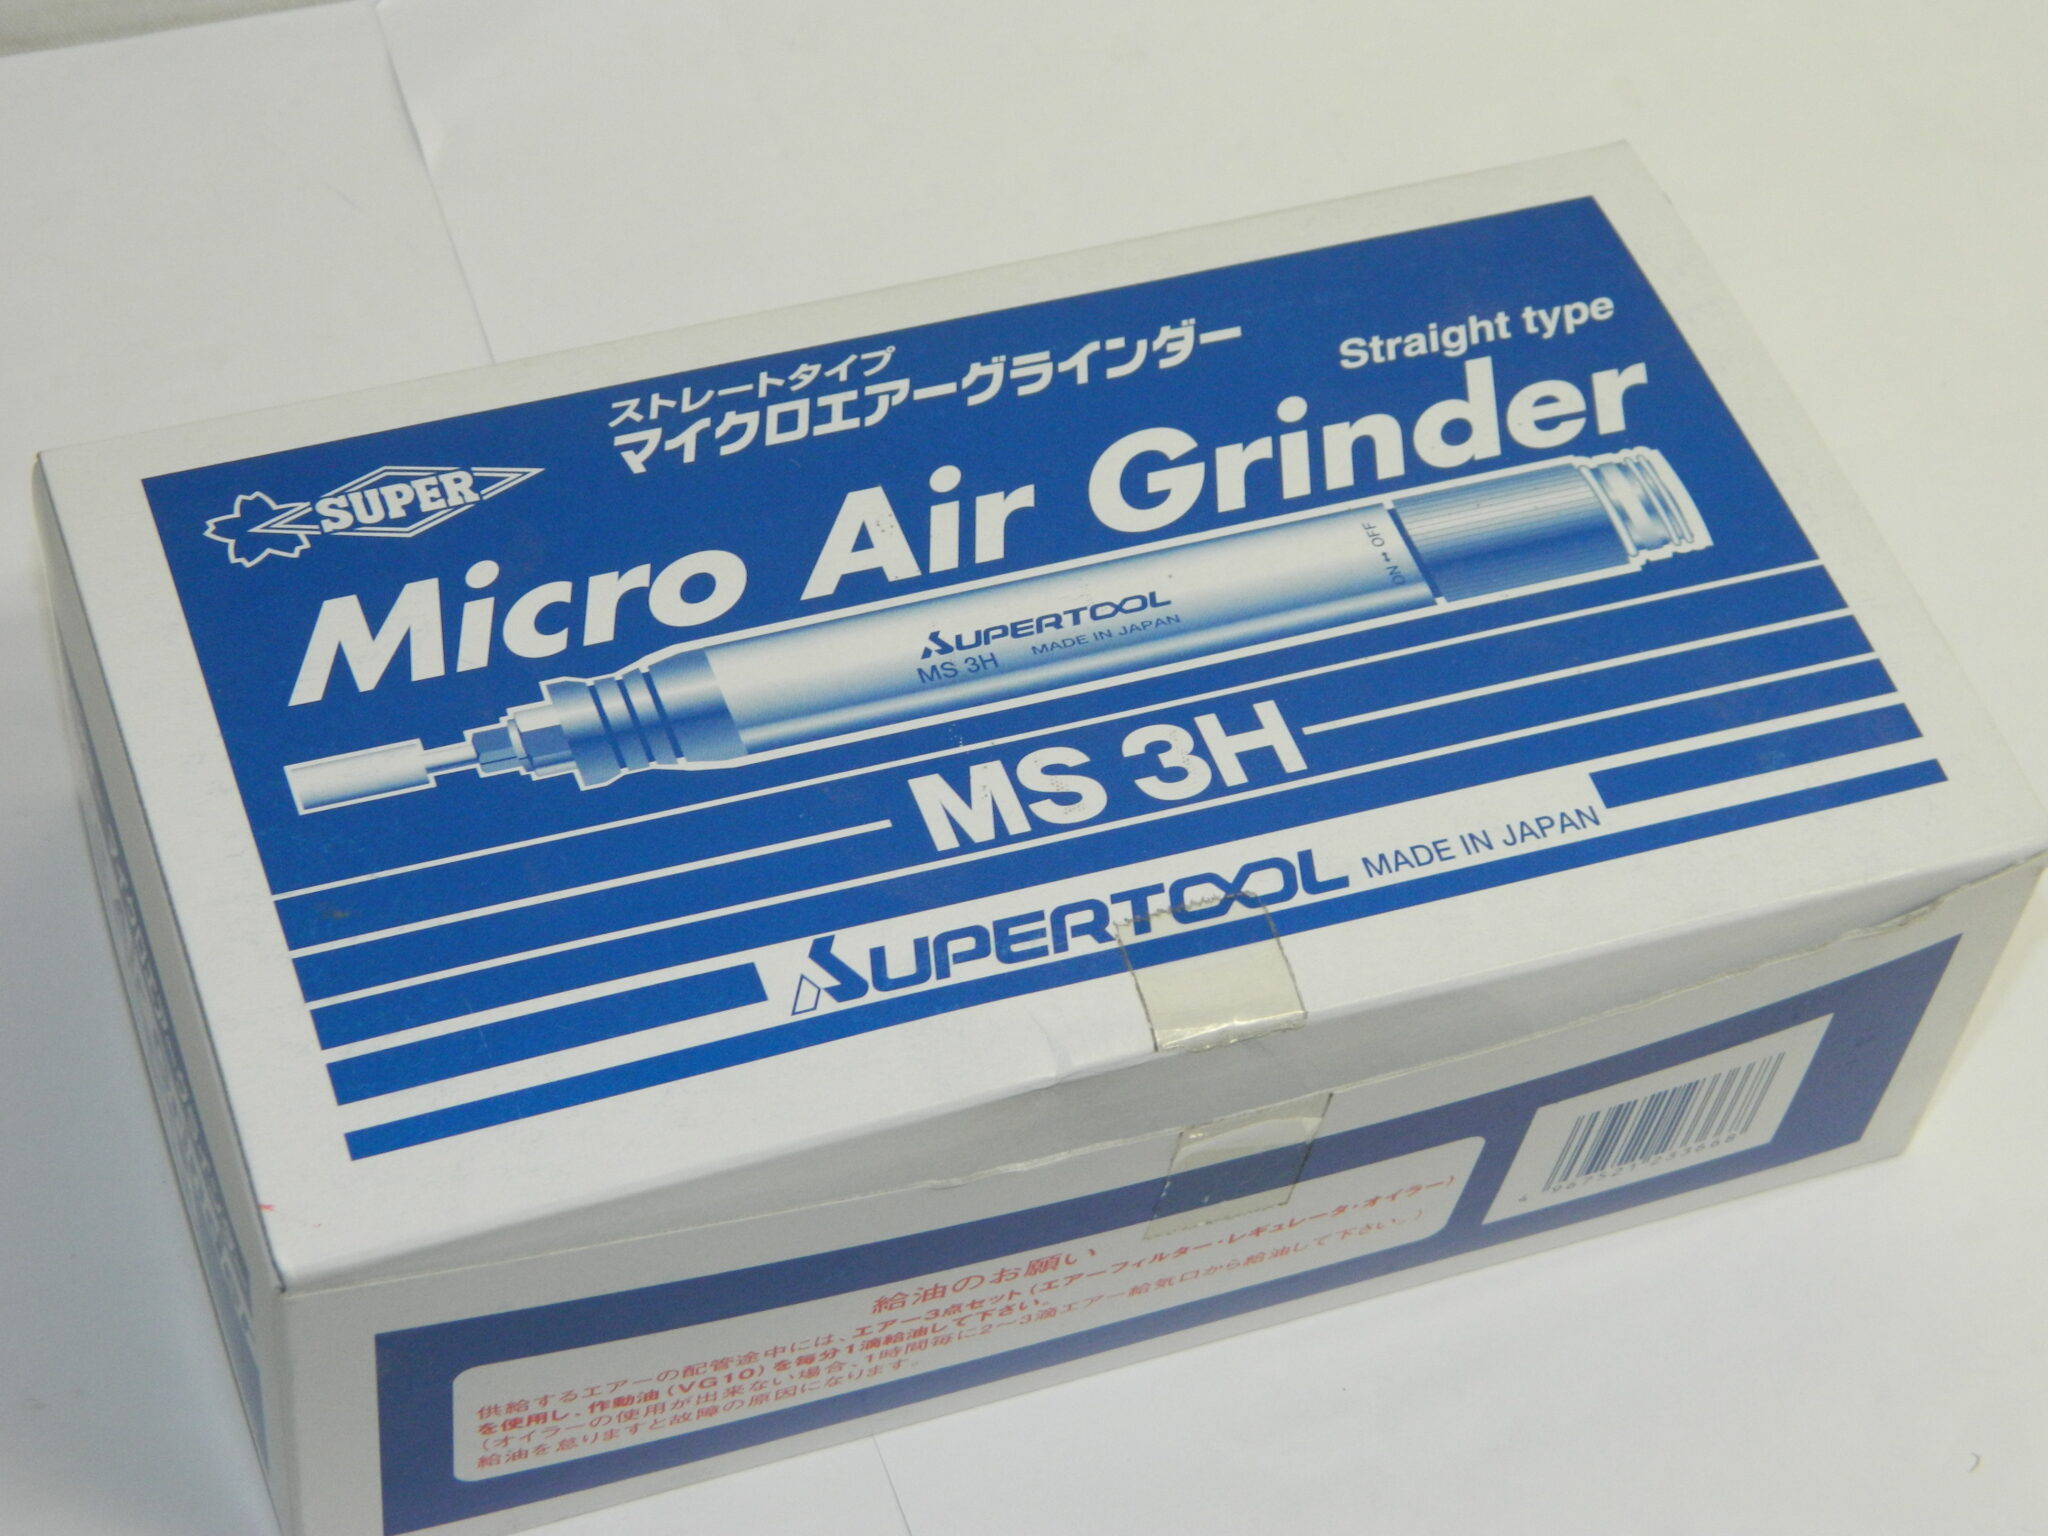 ストレートタイプ
マイクロエアーグラインダー
Straight type
SUPER
Micro Air Grinder
ON ↔ OFF
SUPERTOOL
MS 3H MADE IN JAPAN
MS 3H
SUPERTOOL MADE IN JAPAN
給油のお願い
供給するエアーの配管途中には、エアー3点セット(エアーフィルター・レギュレータ・オイラー)
を使用し、作動油(VG10)を毎分1滴給油して下さい。
(オイラーの使用が出来ない場合、1時間毎に2〜3滴エアー給気口から給油して下さい。)
給油を怠りますと故障の原因になります。
4 967521 233668